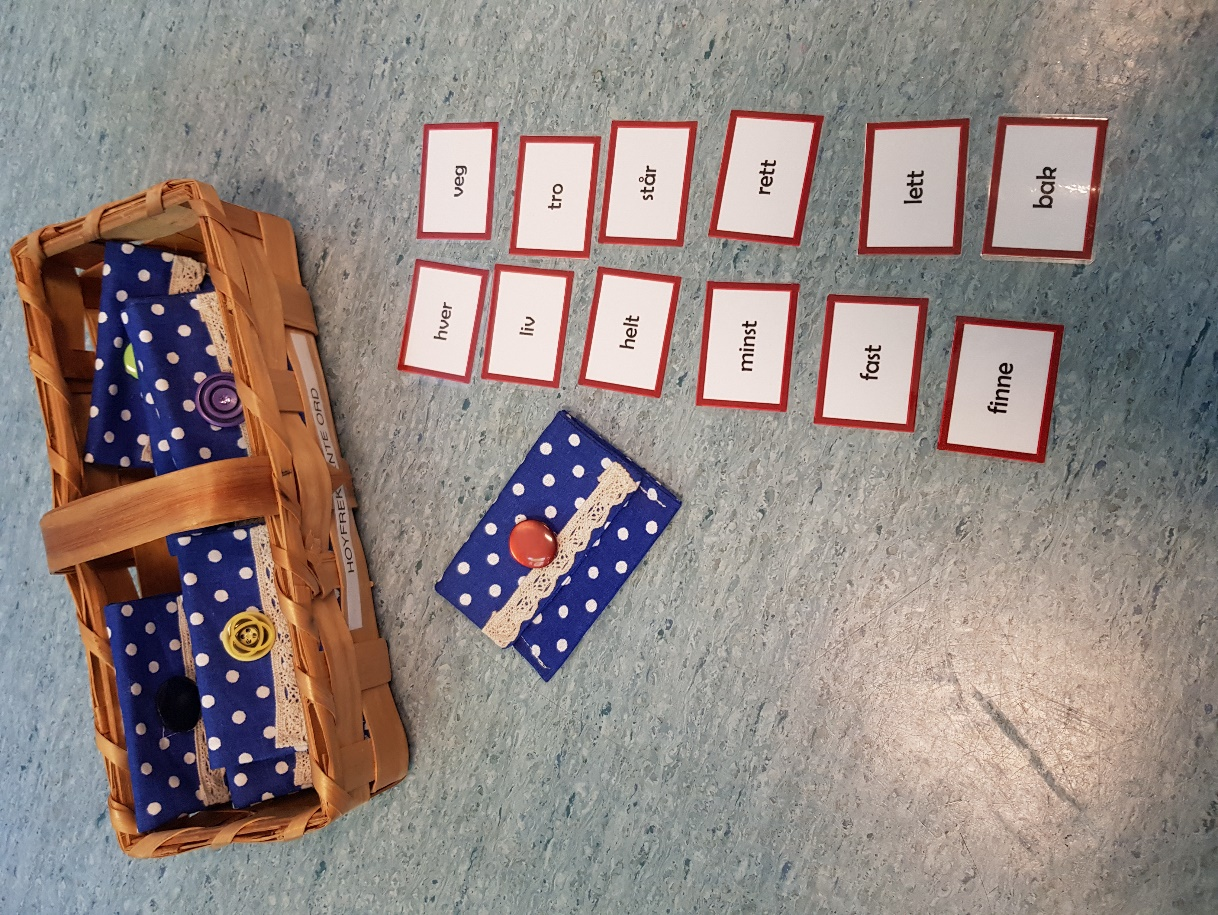 HØYFREK NTE ORD
hver
veg
liv
tro
helt
står
minst
rett
fast
lett
finne
bak